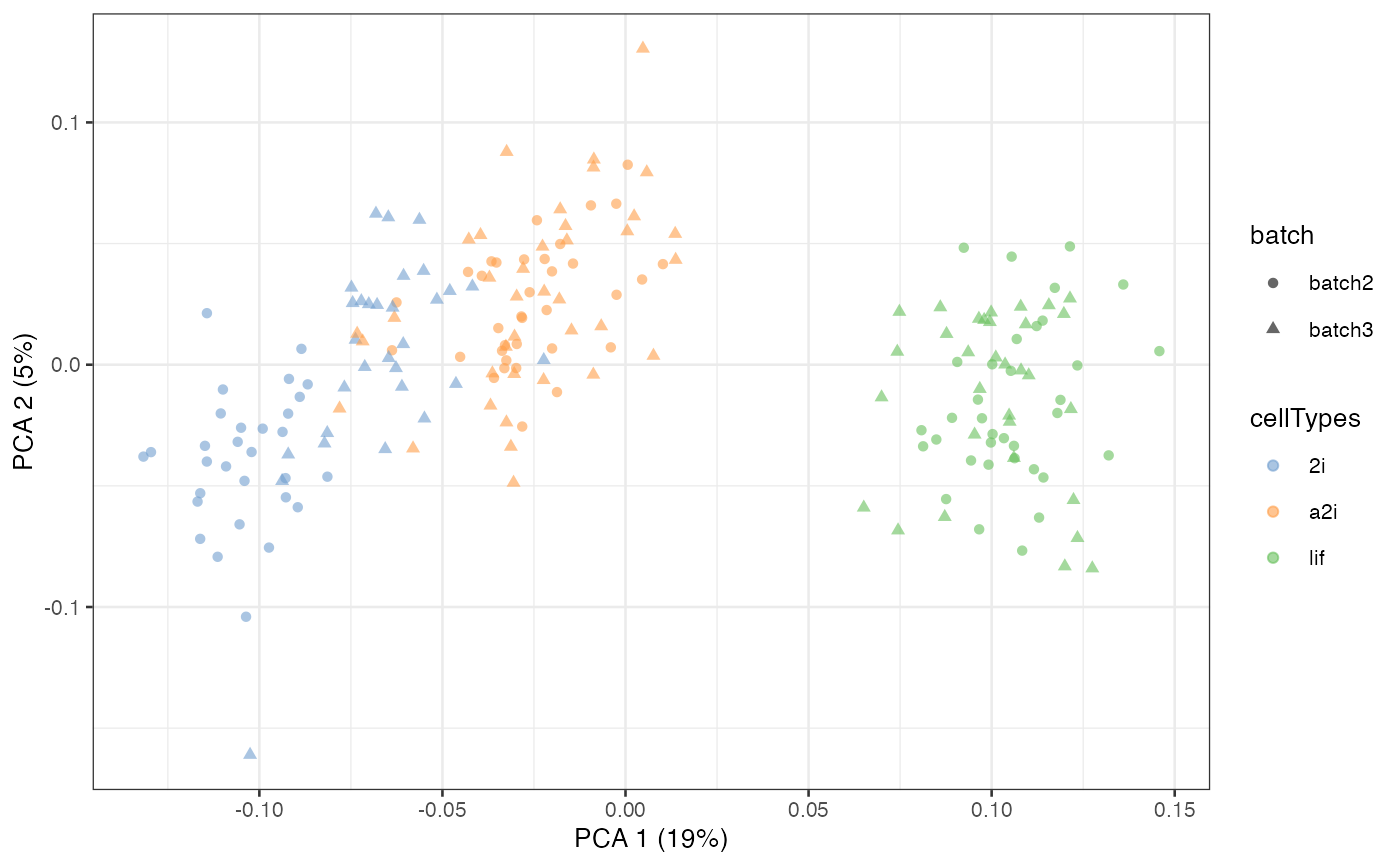 PCA 2 (5%)
0.1
0.0
-0.1
-0.10
-0.05
0.00
0.05
0.10
0.15
PCA 1 (19%)
batch
batch2
batch3
cellTypes
2i
a2i
lif